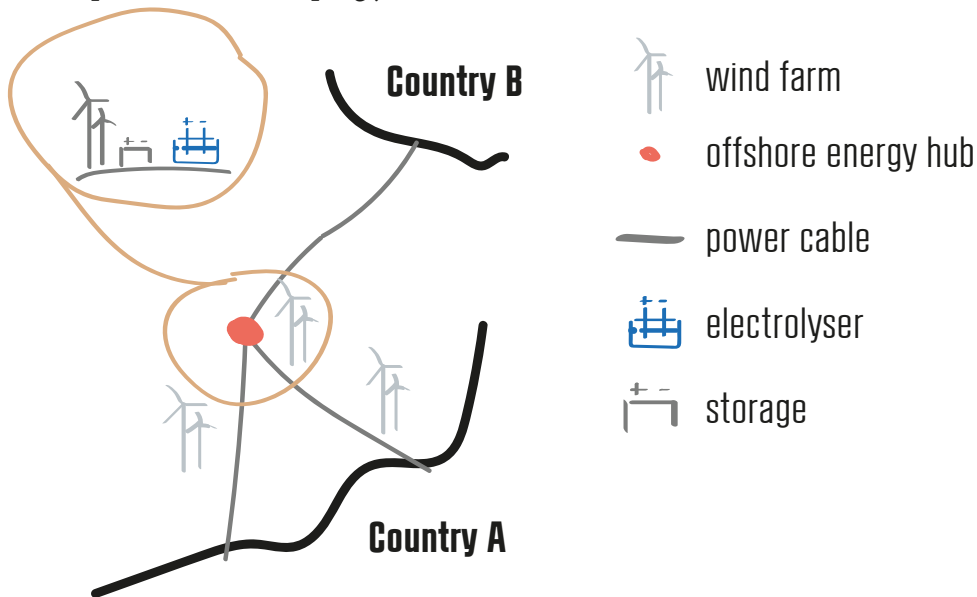 Country B
wind farm
offshore energy hub
power cable
electrolyser
storage
Country A